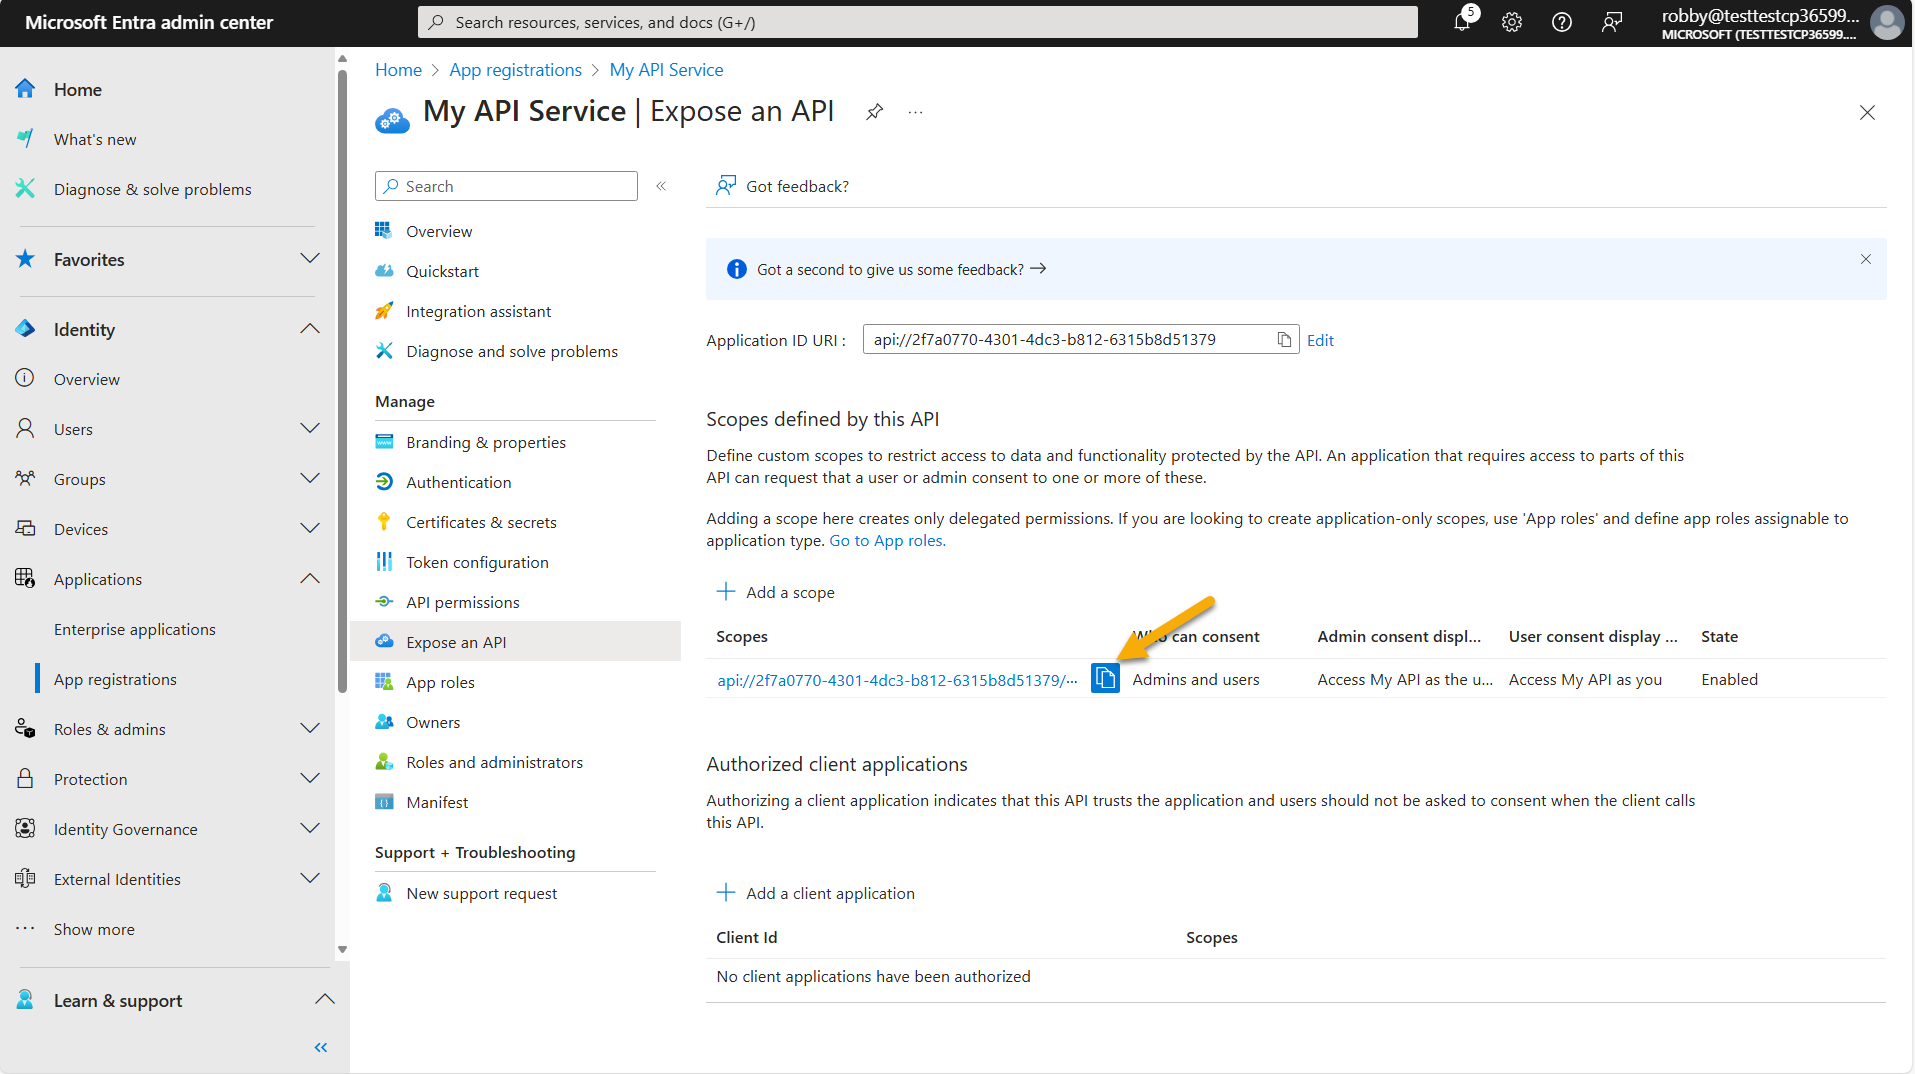 Microsoft Entra admin center
Search resources, services, and docs (G+/)
5
robby@testtestcp36599...
MICROSOFT (TESTTESTCP36599....
Home
What's new
Diagnose & solve problems
Favorites
Identity
Overview
Users
Groups
Devices
Applications
Enterprise applications
App registrations
Roles & admins
Protection
Identity Governance
External Identities
Show more
Learn & support
Home > App registrations > My API Service
My API Service | Expose an API
Search
Overview
Quickstart
Integration assistant
Diagnose and solve problems
Manage
Branding & properties
Authentication
Certificates & secrets
Token configuration
API permissions
Expose an API
App roles
Owners
Roles and administrators
Manifest
Support + Troubleshooting
New support request
Got feedback?
Got a second to give us some feedback?
Application ID URI : api://2f7a0770-4301-4dc3-b812-6315b8d51379 Edit
Scopes defined by this API
Define custom scopes to restrict access to data and functionality protected by the API. An application that requires access to parts of this
API can request that a user or admin consent to one or more of these.
Adding a scope here creates only delegated permissions. If you are looking to create application-only scopes, use 'App roles' and define app roles assignable to
application type. Go to App roles.
Add a scope
Scopes Who can consent Admin consent displ... User consent display ... State
api://2f7a0770-4301-4dc3-b812-6315b8d51379/... Admins and users Access My API as the u... Access My API as you Enabled
Authorized client applications
Authorizing a client application indicates that this API trusts the application and users should not be asked to consent when the client calls
this API.
Add a client application
Client Id Scopes
No client applications have been authorized